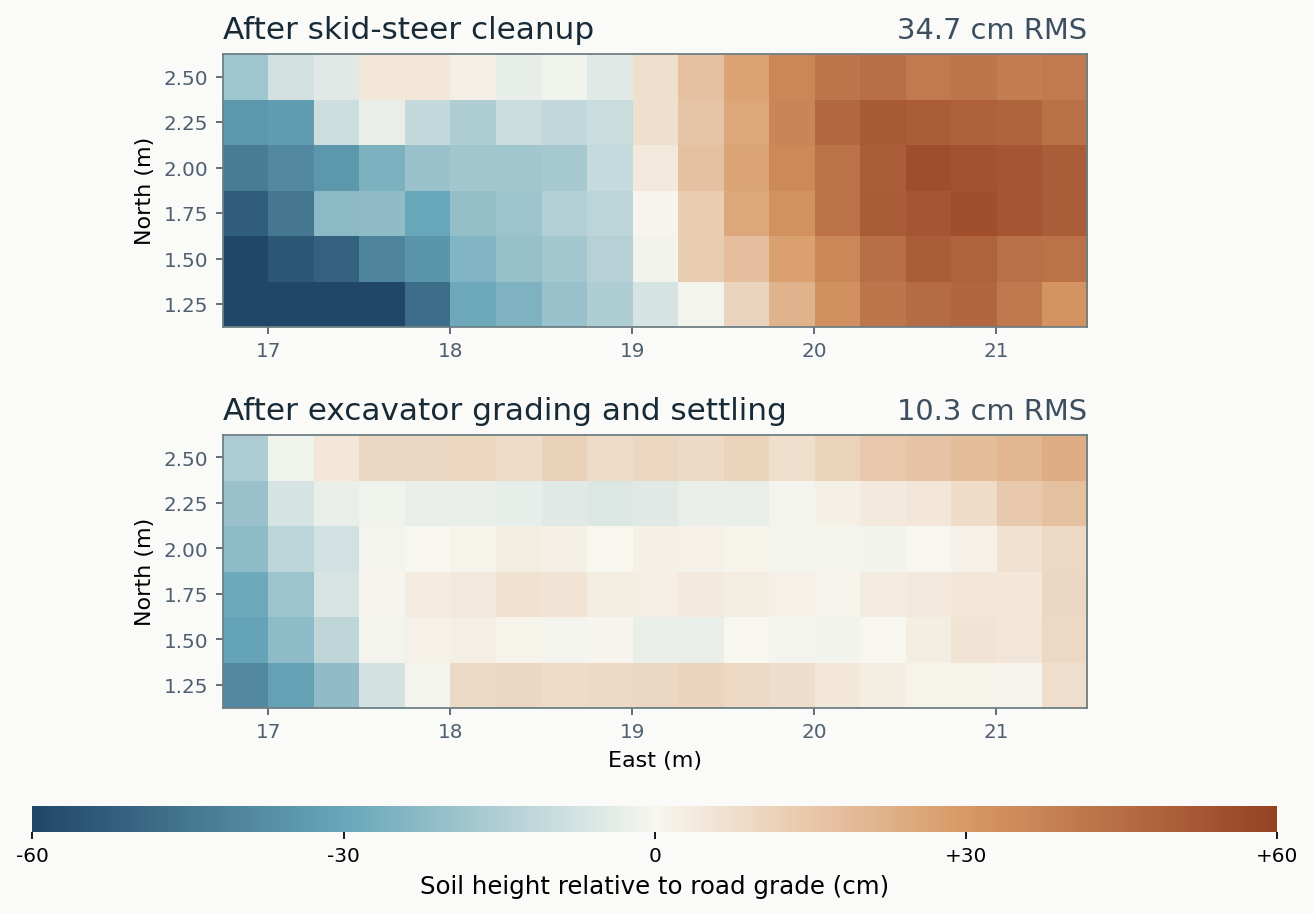 After skid-steer cleanup 34.7 cm RMS
North (m)
2.50
2.25
2.00
1.75
1.50
1.25
17 18 19 20 21
After excavator grading and settling 10.3 cm RMS
North (m)
2.50
2.25
2.00
1.75
1.50
1.25
17 18 19 20 21
East (m)
-60 -30 0 +30 +60
Soil height relative to road grade (cm)